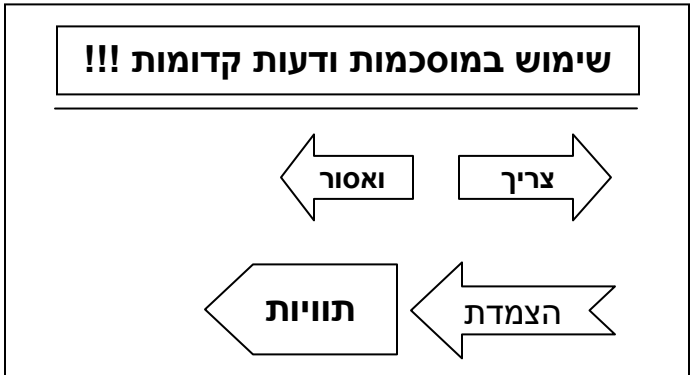 שימוש במוסכמות ודעות קדומות !!!
צריך ואסור
הצמדת תוויות